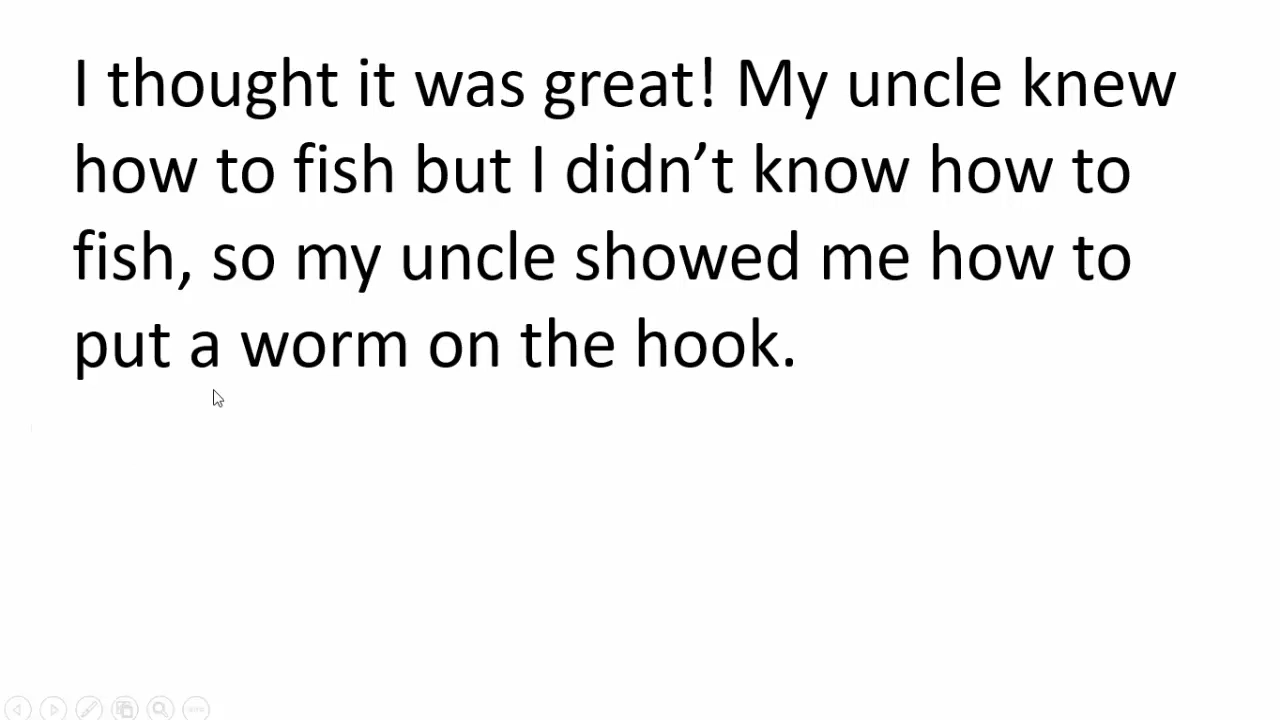 I thought it was great! My uncle knew
how to fish but I didn’t know how to
fish, so my uncle showed me how to
put a worm on the hook.